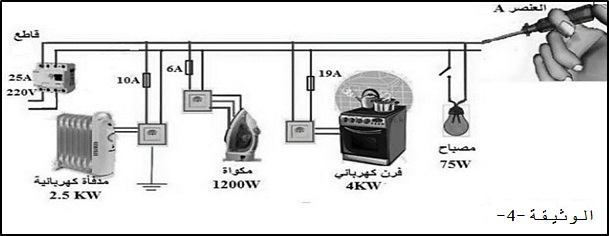 العنصر A
قاطع
25A
220V
10A
6A
19A
مدفأة كهربائية
2.5 KW
مكواة
1200W
فرن كهربائي
4KW
مصباح
75W
الوثيقة -4-